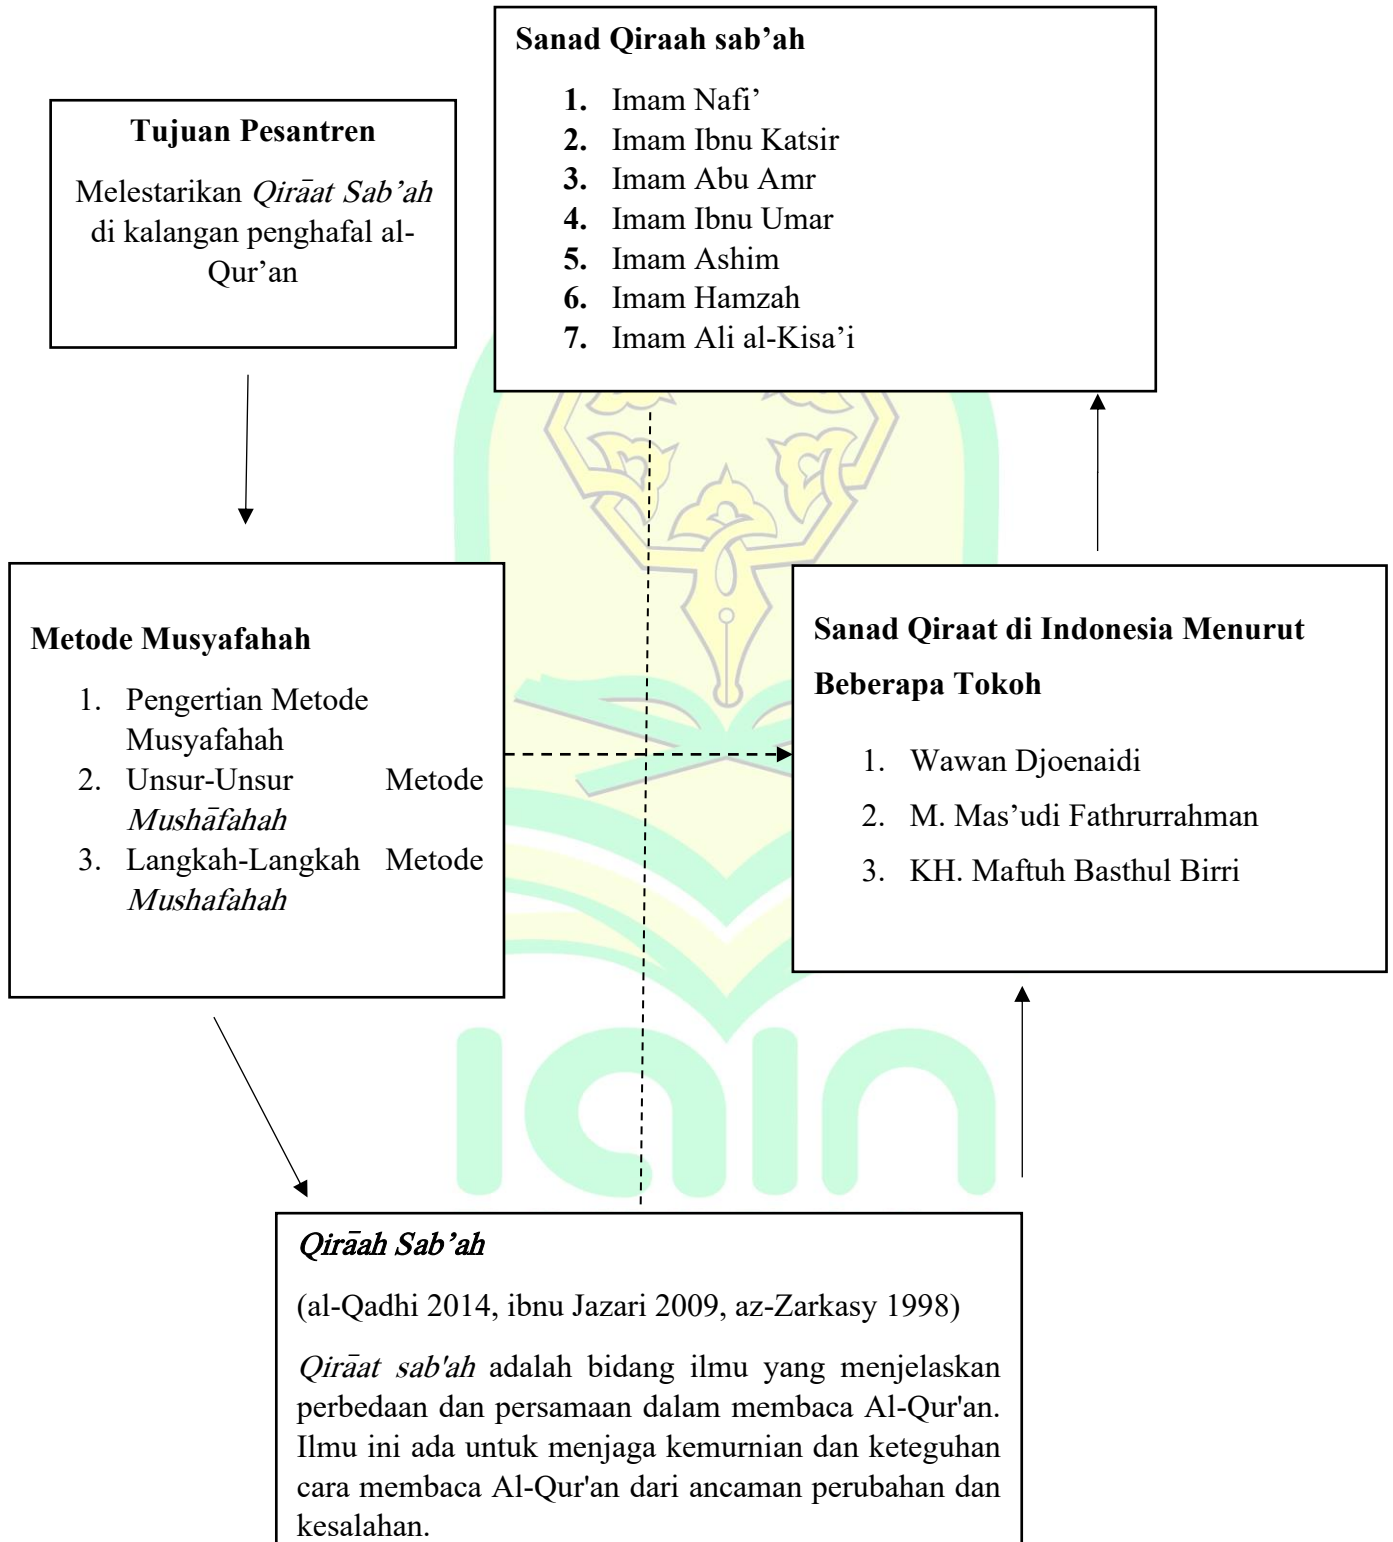 Sanad Qiraah sab’ah
1. Imam Nafi’
2. Imam Ibnu Katsir
3. Imam Abu Amr
4. Imam Ibnu Umar
5. Imam Ashim
6. Imam Hamzah
7. Imam Ali al-Kisa’i
Tujuan Pesantren
Melestarikan Qirāat Sab’ah
di kalangan penghafal al-
Qur’an
Metode Musyafahah
1. Pengertian Metode
Musyafahah
2. Unsur-Unsur Metode
Mushāfahah
3. Langkah-Langkah Metode
Mushafahah
Sanad Qiraat di Indonesia Menurut
Beberapa Tokoh
1. Wawan Djoenaidi
2. M. Mas’udi Fathrurrahman
3. KH. Maftuh Basthul Birri
iain
Qirāah Sab’ah
(al-Qadhi 2014, ibnu Jazari 2009, az-Zarkasy 1998)
Qirāat sab'ah adalah bidang ilmu yang menjelaskan
perbedaan dan persamaan dalam membaca Al-Qur'an.
Ilmu ini ada untuk menjaga kemurnian dan keteguhan
cara membaca Al-Qur'an dari ancaman perubahan dan
kesalahan.